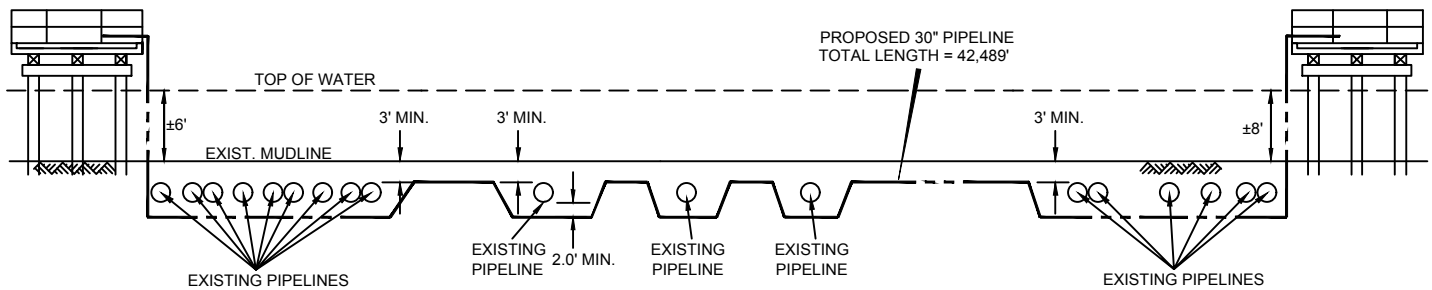 PROPOSED 30" PIPELINE
TOTAL LENGTH = 42,489'
TOP OF WATER
±6'
3' MIN.
3' MIN.
3' MIN.
±8'
EXIST. MUDLINE
EXISTING
PIPELINE
2.0' MIN.
EXISTING
PIPELINE
EXISTING
PIPELINE
EXISTING PIPELINES
EXISTING PIPELINES